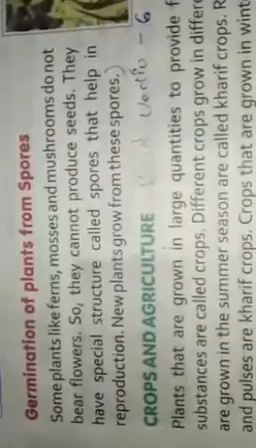 Germination of plants from Spores
Some plants like ferns, mosses and mushrooms do not
bear flowers. So, they cannot produce seeds. They
have special structure called spores that help in
reproduction. New plants grow from these spores.)
CROPS AND AGRICULTURE - 6
Plants that are grown in large quantities to provide f
substances are called crops. Different crops grow in differe
are grown in the summer season are called kharif crops. R
and pulses are kharif crops. Crops that are grown in wint